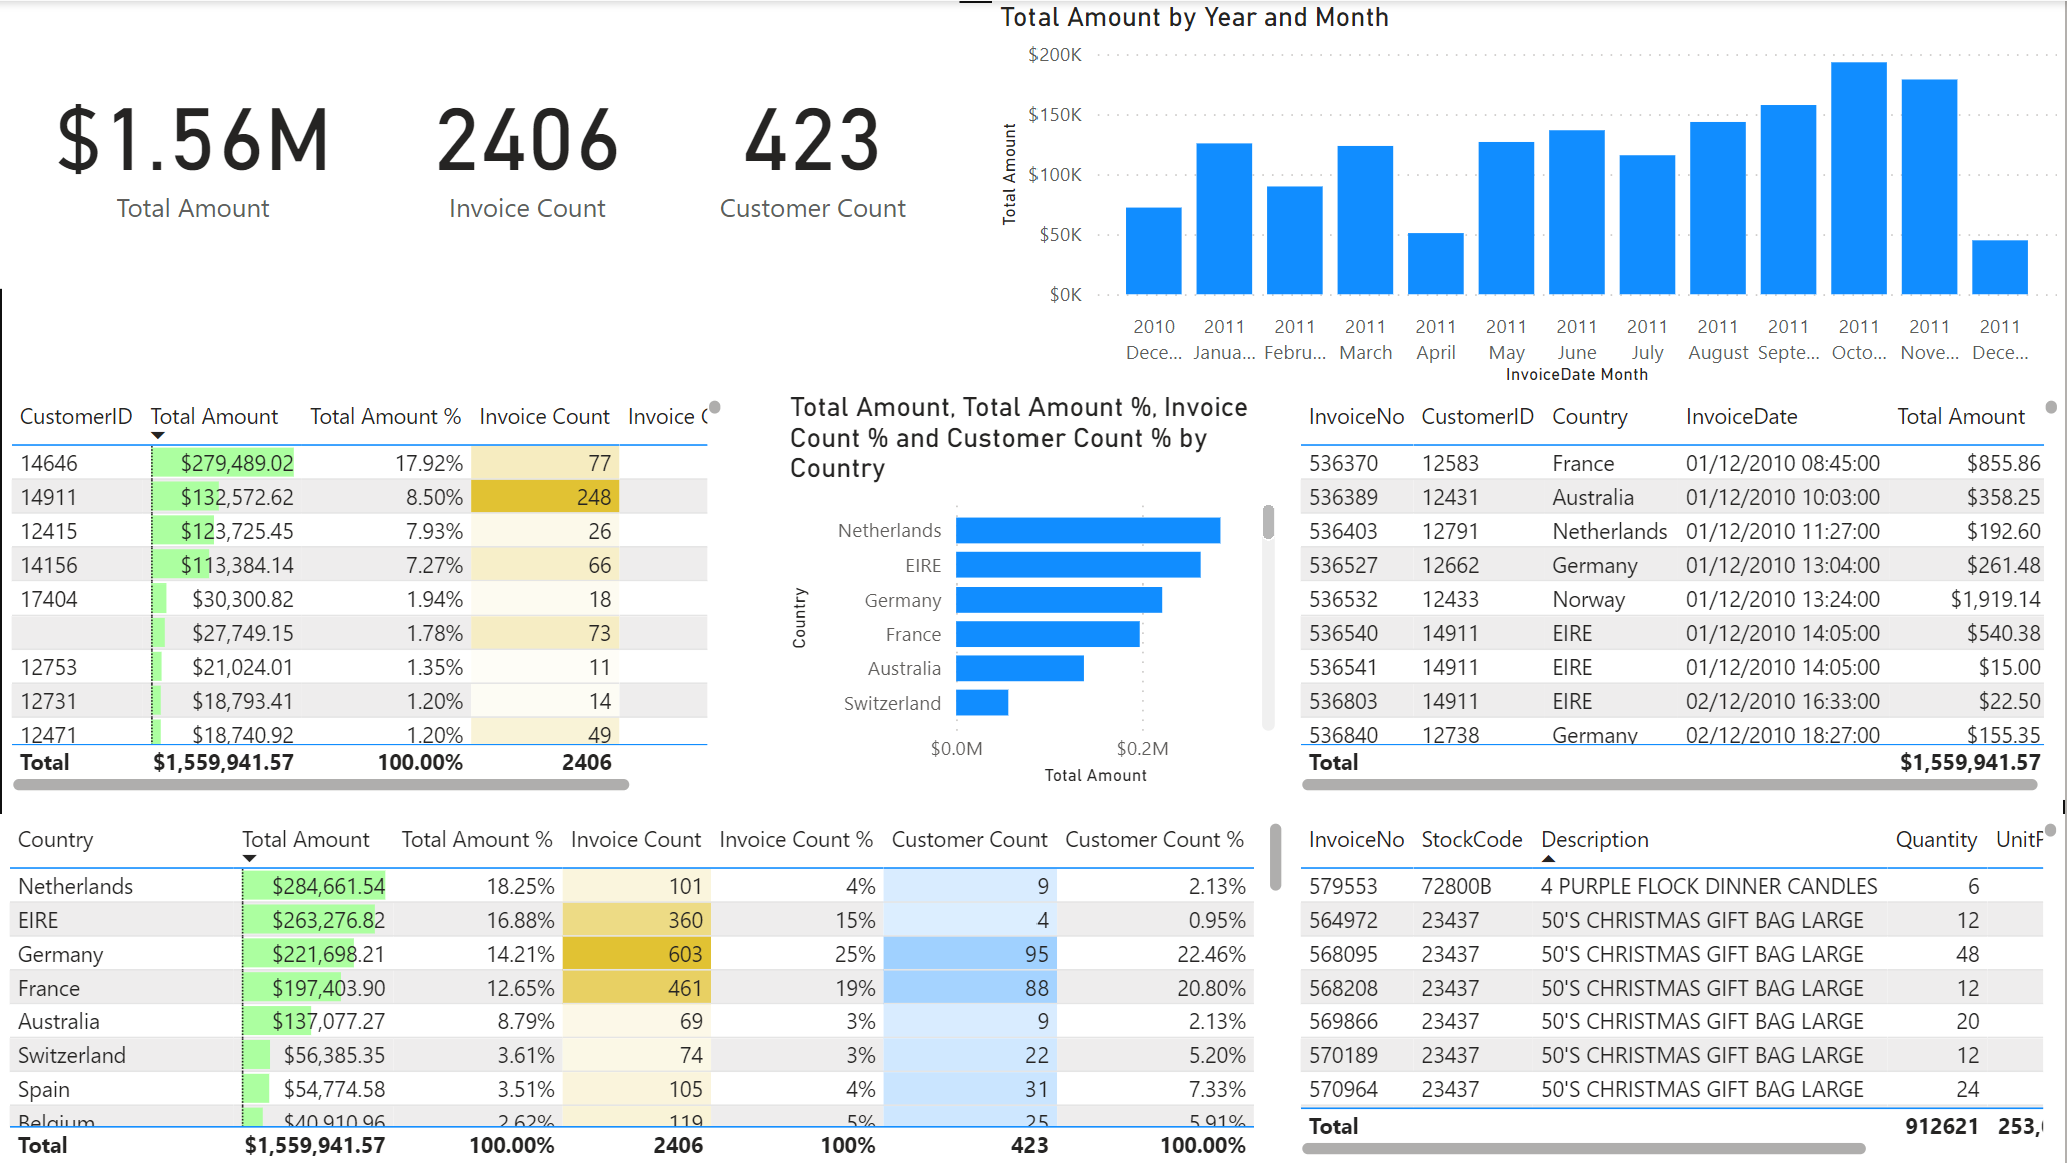 Total Amount by Year and Month
$1.56M
Total Amount
2406
Invoice Count
423
Customer Count
Total Amount
$200K
$150K
$100K
$50K
$0K
2010 2011 2011 2011 2011 2011 2011 2011 2011 2011 2011 2011 2011
Dece... Janua... Febru... March April May June July August Septe... Octo... Nove... Dece...
InvoiceDate Month
CustomerID Total Amount Total Amount % Invoice Count Invoice
14646 $279,489.02 17.92% 77
14911 $132,572.62 8.50% 248
12415 $123,725.45 7.93% 26
14156 $113,384.14 7.27% 66
17404 $30,300.82 1.94% 18
$27,749.15 1.78% 73
12753 $21,024.01 1.35% 11
12731 $18,793.41 1.20% 14
12471 $18,740.92 1.20% 49
Total $1,559,941.57 100.00% 2406
Total Amount, Total Amount %, Invoice
Count % and Customer Count % by
Country
Country
Netherlands
EIRE
Germany
France
Australia
Switzerland
$0.0M $0.2M
Total Amount
InvoiceNo CustomerID Country InvoiceDate Total Amount
536370 12583 France 01/12/2010 08:45:00 $855.86
536389 12431 Australia 01/12/2010 10:03:00 $358.25
536403 12791 Netherlands 01/12/2010 11:27:00 $192.60
536527 12662 Germany 01/12/2010 13:04:00 $261.48
536532 12433 Norway 01/12/2010 13:24:00 $1,919.14
536540 14911 EIRE 01/12/2010 14:05:00 $540.38
536541 14911 EIRE 01/12/2010 14:05:00 $15.00
536803 14911 EIRE 02/12/2010 16:33:00 $22.50
536840 12738 Germany 02/12/2010 18:27:00 $155.35
Total $1,559,941.57
Country Total Amount Total Amount % Invoice Count Invoice Count % Customer Count Customer Count %
Netherlands $284,661.54 18.25% 101 4% 9 2.13%
EIRE $263,276.82 16.88% 360 15% 4 0.95%
Germany $221,698.21 14.21% 603 25% 95 22.46%
France $197,403.90 12.65% 461 19% 88 20.80%
Australia $137,077.27 8.79% 69 3% 9 2.13%
Switzerland $56,385.35 3.61% 74 3% 22 5.20%
Spain $54,774.58 3.51% 105 4% 31 7.33%
Belgium $40,910.96 2.62% 119 5% 25 5.91%
Total $1,559,941.57 100.00% 2406 100% 423 100.00%
InvoiceNo StockCode Description Quantity
579553 72800B 4 PURPLE FLOCK DINNER CANDLES 6
564972 23437 50'S CHRISTMAS GIFT BAG LARGE 12
568095 23437 50'S CHRISTMAS GIFT BAG LARGE 48
568208 23437 50'S CHRISTMAS GIFT BAG LARGE 12
569866 23437 50'S CHRISTMAS GIFT BAG LARGE 20
570189 23437 50'S CHRISTMAS GIFT BAG LARGE 12
570964 23437 50'S CHRISTMAS GIFT BAG LARGE 24
Total 912621